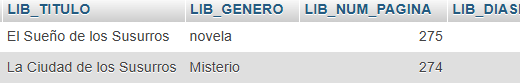 LIB_TITULO LIB_GENERO LIB_NUM_PAGINA LIB_DIAS
El Sueño de los Susurros novela 275
La Ciudad de los Susurros Misterio 274